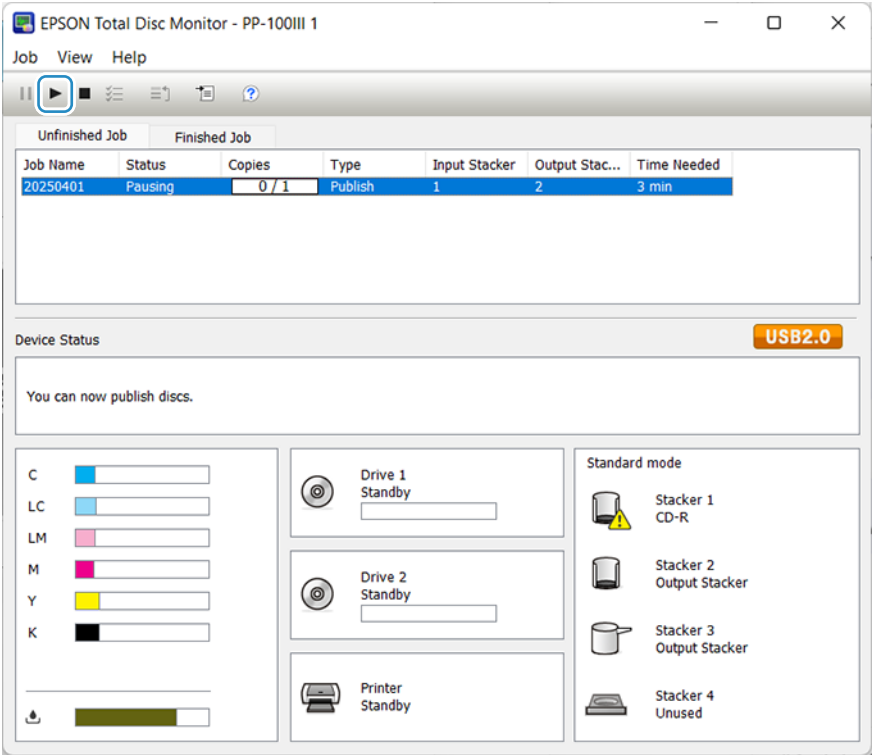 EPSON Total Disc Monitor - PP-100III 1
Job View Help
Unfinished Job Finished Job
Job Name Status Copies Type Input Stacker Output Stac... Time Needed
20250401 Pausing 0 / 1 Publish 1 2 3 min
Device Status
USB2.0
You can now publish discs.
C
LC
LM
M
Y
K
Drive 1
Standby
Drive 2
Standby
Printer
Standby
Standard mode
Stacker 1
CD-R
Stacker 2
Output Stacker
Stacker 3
Output Stacker
Stacker 4
Unused